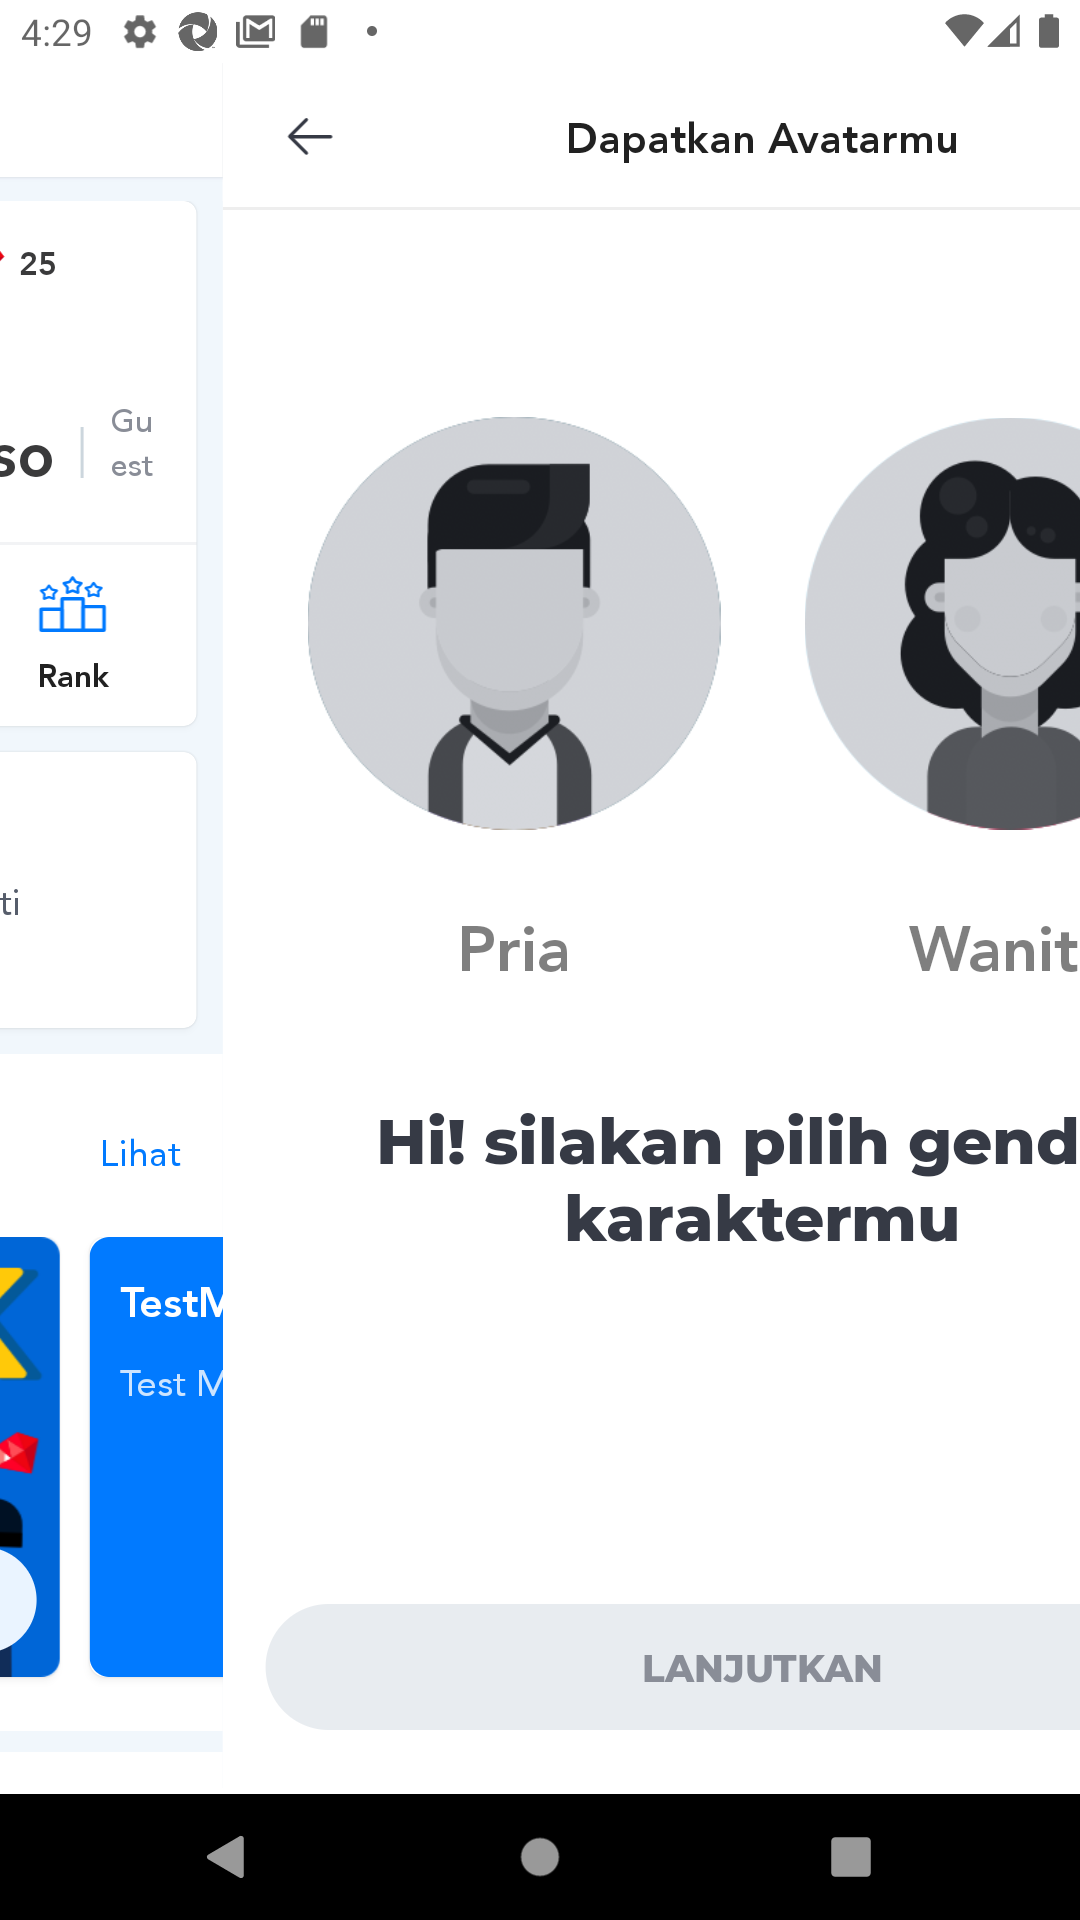 4:29
Dapatkan Avatarmu
25
so
Gu
est
Rank
ti
Pria
Wanit
Hi! silakan pilih gend
karaktermu
Lihat
TestM
Test M
LANJUTKAN